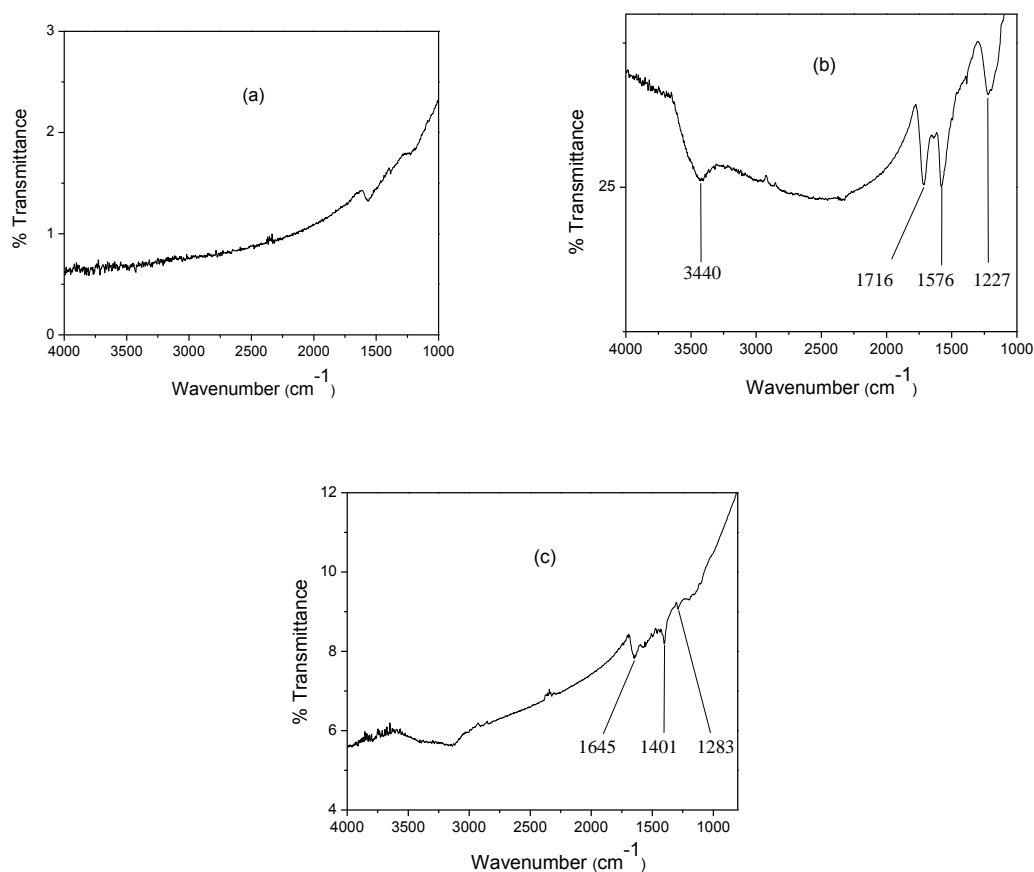 3
2
1
0
% Transmittance
(a)
4000 3500 3000 2500 2000 1500 1000
Wavenumber (cm-1)
25
% Transmittance
(b)
3440
1716 1576 1227
4000 3500 3000 2500 2000 1500 1000
Wavenumber (cm-1)
12
10
8
6
4
% Transmittance
(c)
1645 1401 1283
4000 3500 3000 2500 2000 1500 1000
Wavenumber (cm-1)